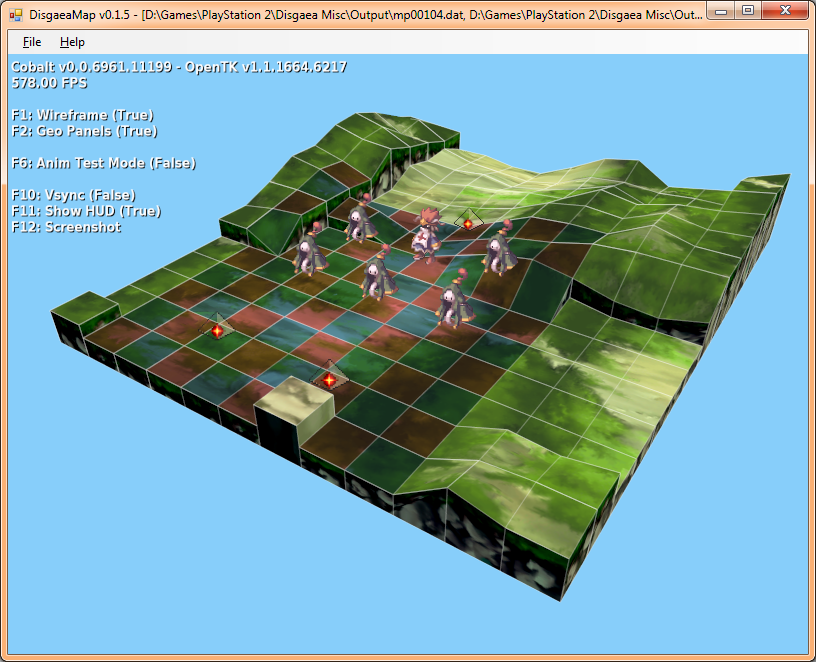 DisgaeaMap v0.1.5 - [D:\Games\PlayStation 2\Disgaea Misc\Output\mp00104.dat, D:\Games\PlayStation 2\Disgaea Misc\Out...
File Help
Cobalt v0.0.6961.11199 - OpenTK v1.1.1664.6217
578.00 FPS
F1: Wireframe (True)
F2: Geo Panels (True)
F6: Anim Test Mode (False)
F10: Vsync (False)
F11: Show HUD (True)
F12: Screenshot